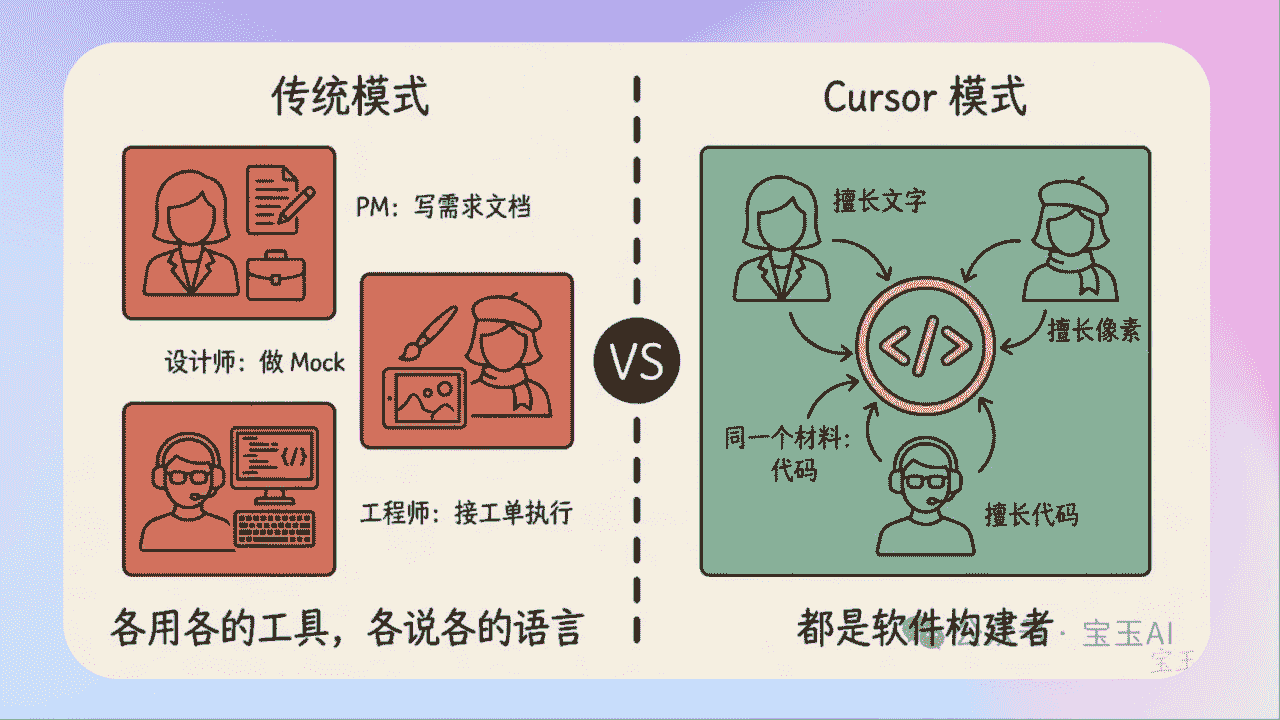 传统模式
PM：写需求文档
设计师：做 Mock
工程师：接工单执行
各用各的工具，各说各的语言
VS
Cursor 模式
擅长文字
擅长像素
</>
同一个材料：
代码
擅长代码
都是软件构建者
· 宝玉AI
宝玉